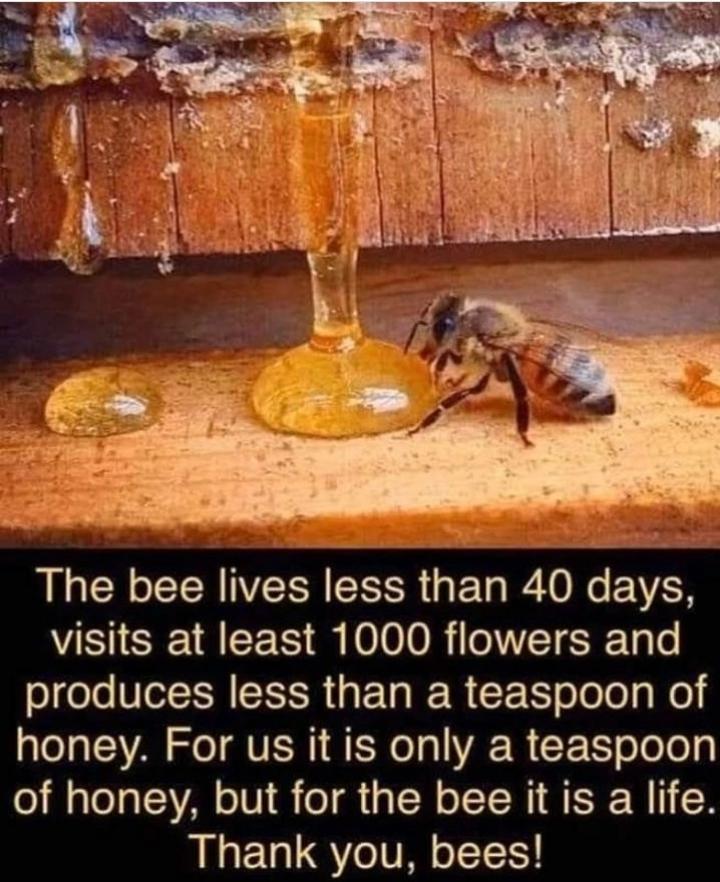 The bee lives less than 40 days,
visits at least 1000 flowers and
produces less than a teaspoon of
honey. For us it is only a teaspoon
of honey, but for the bee it is a life.
Thank you, bees!